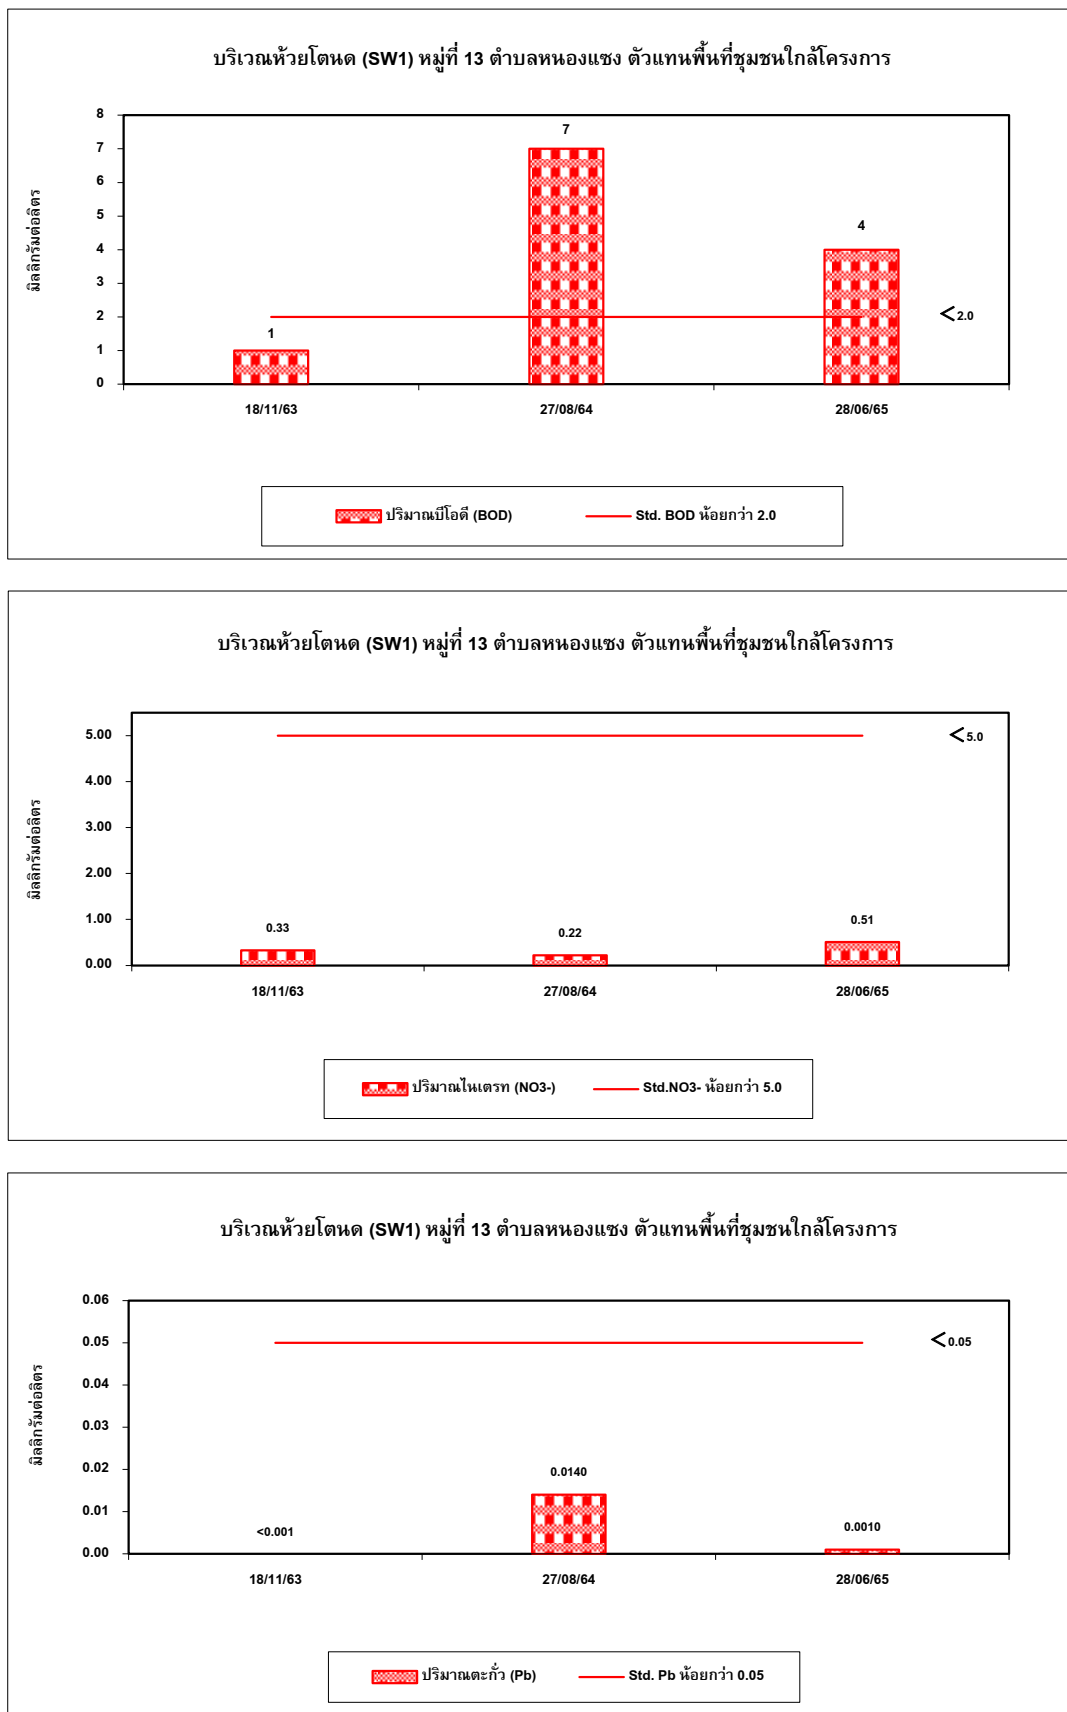 บริเวณห้วยโตนด (SW1) หมู่ที่ 13 ตำบลหนองแซง ตัวแทนพื้นที่ชุมชนใกล้โครงการ
มิลลิกรัมต่อลิตร
8
7
6
5
4
3
2
1
0
1
7
4
<2.0
18/11/63 27/08/64 28/06/65
ปริมาณบีโอดี (BOD) Std. BOD น้อยกว่า 2.0
บริเวณห้วยโตนด (SW1) หมู่ที่ 13 ตำบลหนองแซง ตัวแทนพื้นที่ชุมชนใกล้โครงการ
มิลลิกรัมต่อลิตร
5.00
4.00
3.00
2.00
1.00
0.00
0.33
0.22
0.51
<5.0
18/11/63 27/08/64 28/06/65
ปริมาณไนเตรท (NO3-) Std.NO3- น้อยกว่า 5.0
บริเวณห้วยโตนด (SW1) หมู่ที่ 13 ตำบลหนองแซง ตัวแทนพื้นที่ชุมชนใกล้โครงการ
มิลลิกรัมต่อลิตร
0.06
0.05
0.04
0.03
0.02
0.01
0.00
<0.001
0.0140
0.0010
<0.05
18/11/63 27/08/64 28/06/65
ปริมาณตะกั่ว (Pb) Std. Pb น้อยกว่า 0.05